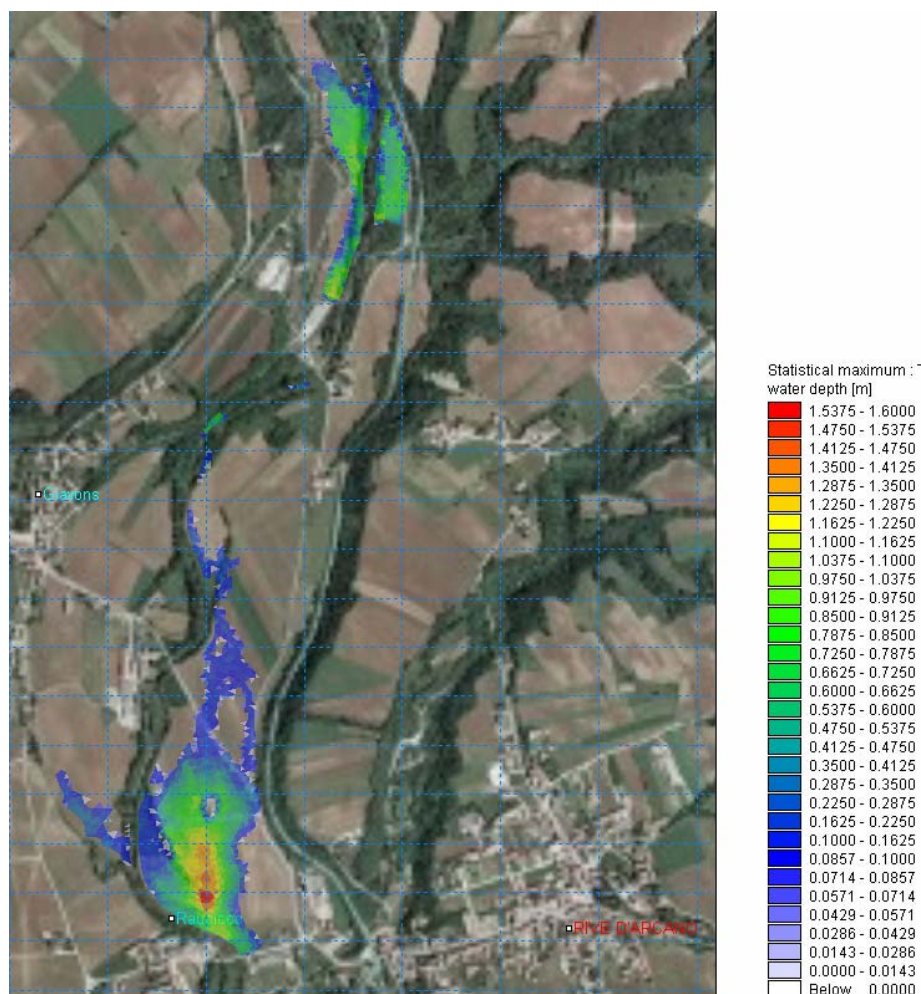 Statistical maximum : T
water depth [m]
1.5375 - 1.6000
1.4750 - 1.5375
1.4125 - 1.4750
1.3500 - 1.4125
1.2875 - 1.3500
1.2250 - 1.2875
1.1625 - 1.2250
1.1000 - 1.1625
1.0375 - 1.1000
0.9750 - 1.0375
0.9125 - 0.9750
0.8500 - 0.9125
0.7875 - 0.8500
0.7250 - 0.7875
0.6625 - 0.7250
0.6000 - 0.6625
0.5375 - 0.6000
0.4750 - 0.5375
0.4125 - 0.4750
0.3500 - 0.4125
0.2875 - 0.3500
0.2250 - 0.2875
0.1625 - 0.2250
0.1000 - 0.1625
0.0857 - 0.1000
0.0714 - 0.0857
0.0571 - 0.0714
0.0429 - 0.0571
0.0286 - 0.0429
0.0143 - 0.0286
0.0000 - 0.0143
Below 0.0000
RIVE D'ARCANO